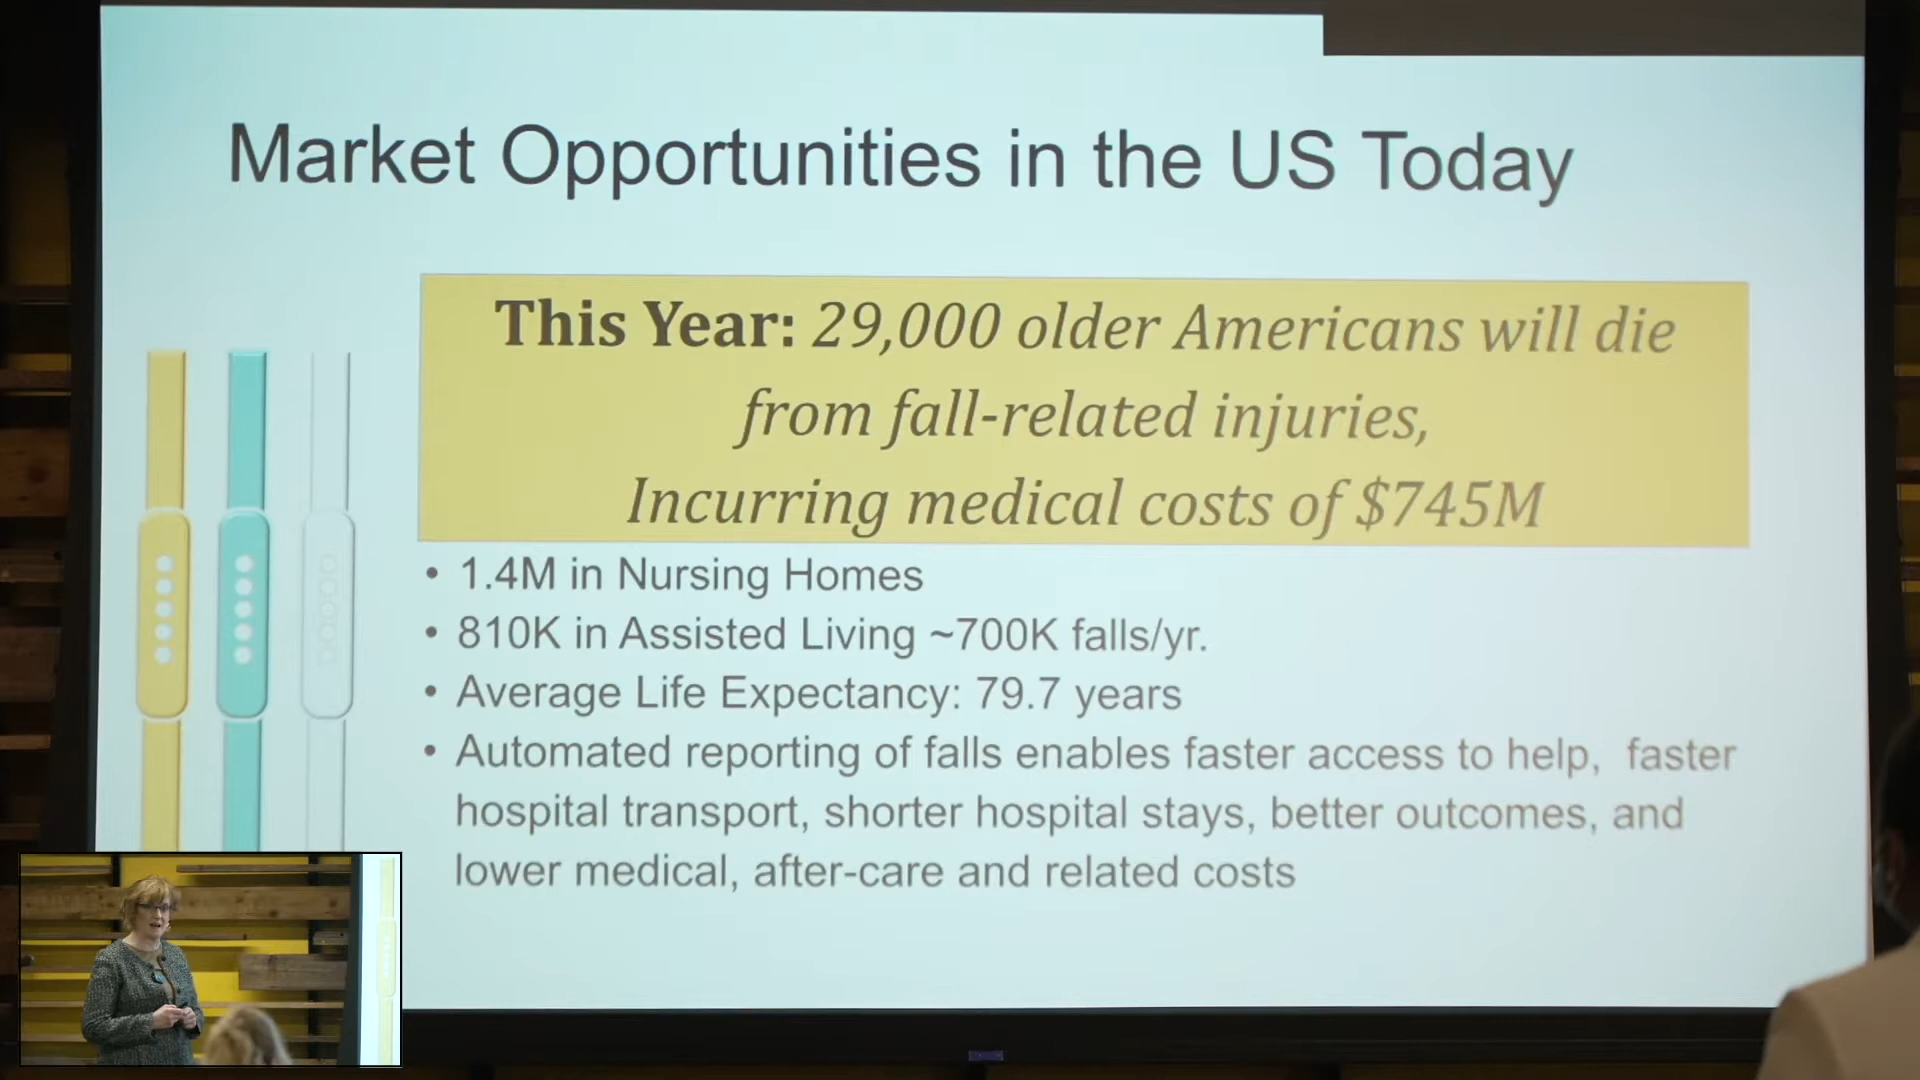 Market Opportunities in the US Today
This Year: 29,000 older Americans will die
from fall-related injuries,
Incurring medical costs of $745M
• 1.4M in Nursing Homes
• 810K in Assisted Living ~700K falls/yr.
• Average Life Expectancy: 79.7 years
• Automated reporting of falls enables faster access to help, faster
hospital transport, shorter hospital stays, better outcomes, and
lower medical, after-care and related costs